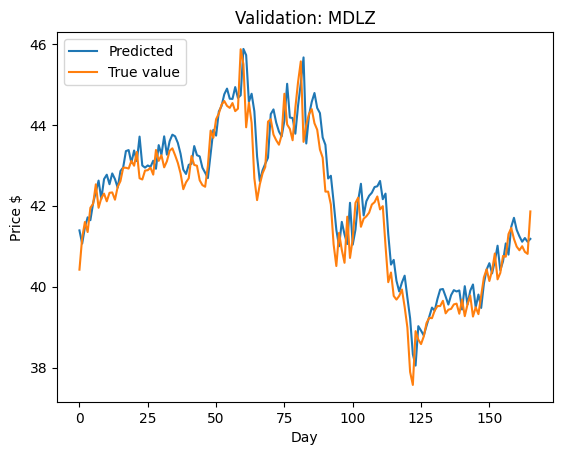 Validation: MDLZ
Predicted
True value
Price $
46
44
42
40
38
0 25 50 75 100 125 150
Day